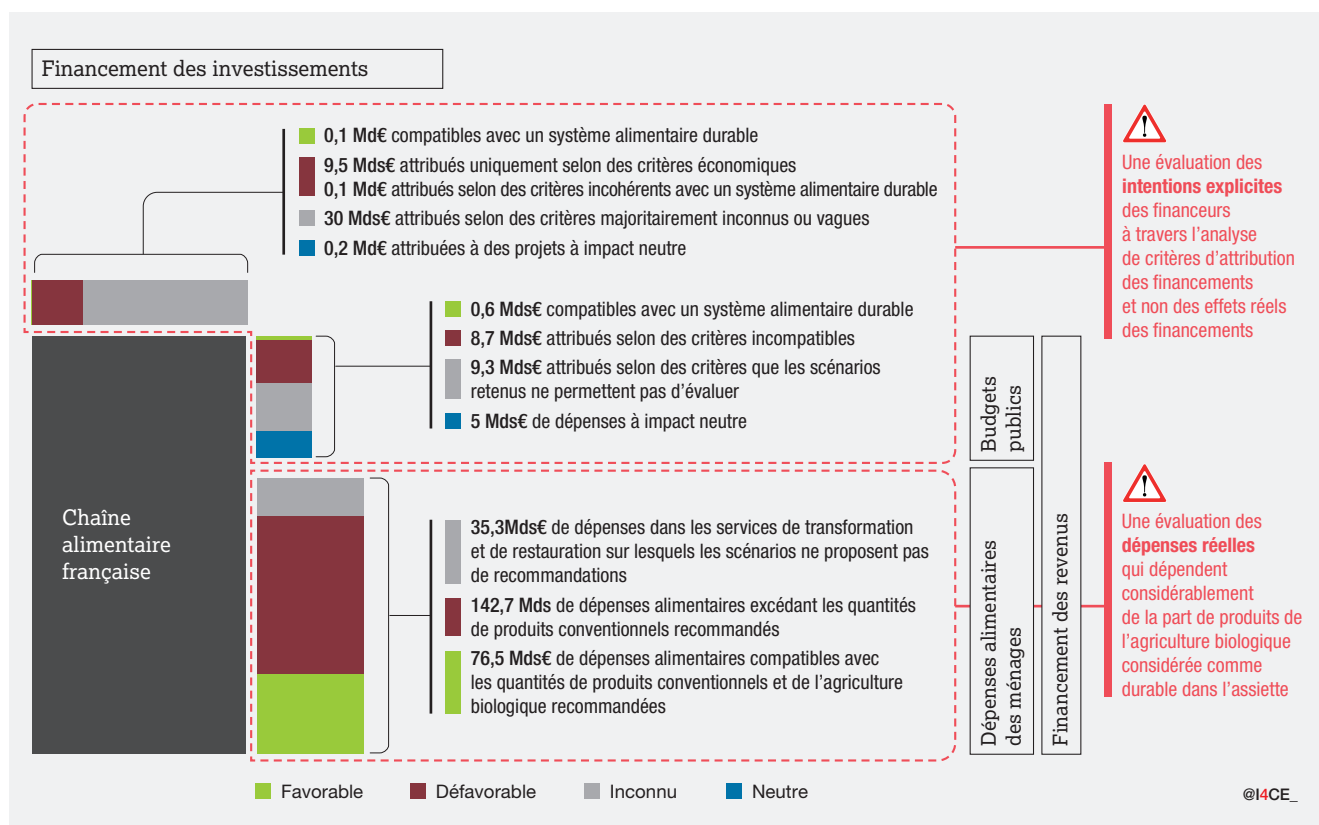 Financement des investissements
0,1 Md€ compatibles avec un système alimentaire durable
9,5 Mds€ attribués uniquement selon des critères économiques
0,1 Md€ attribués selon des critères incohérents avec un système alimentaire durable
30 Mds€ attribués selon des critères majoritairement inconnus ou vagues
0,2 Md€ attribuées à des projets à impact neutre
Une évaluation des
intentions explicites
des financeurs
à travers l'analyse
de critères d'attribution
des financements
et non des effets réels
des financements
0,6 Mds€ compatibles avec un système alimentaire durable
8,7 Mds€ attribués selon des critères incompatibles
9,3 Mds€ attribués selon des critères que les scénarios
retenus ne permettent pas d'évaluer
5 Mds€ de dépenses à impact neutre
Budgets
publics
Chaîne
alimentaire
française
35,3Mds€ de dépenses dans les services de transformation
et de restauration sur lesquels les scénarios ne proposent pas
de recommandations
142,7 Mds de dépenses alimentaires excédant les quantités
de produits conventionnels recommandés
76,5 Mds€ de dépenses alimentaires compatibles avec
les quantités de produits conventionnels et de l'agriculture
biologique recommandées
Dépenses alimentaires
des ménages
Financement des revenus
Une évaluation des
dépenses réelles
qui dépendent
considérablement
de la part de produits de
l'agriculture biologique
considérée comme
durable dans l'assiette
Favorable
Défavorable
Inconnu
Neutre
@I4CE_